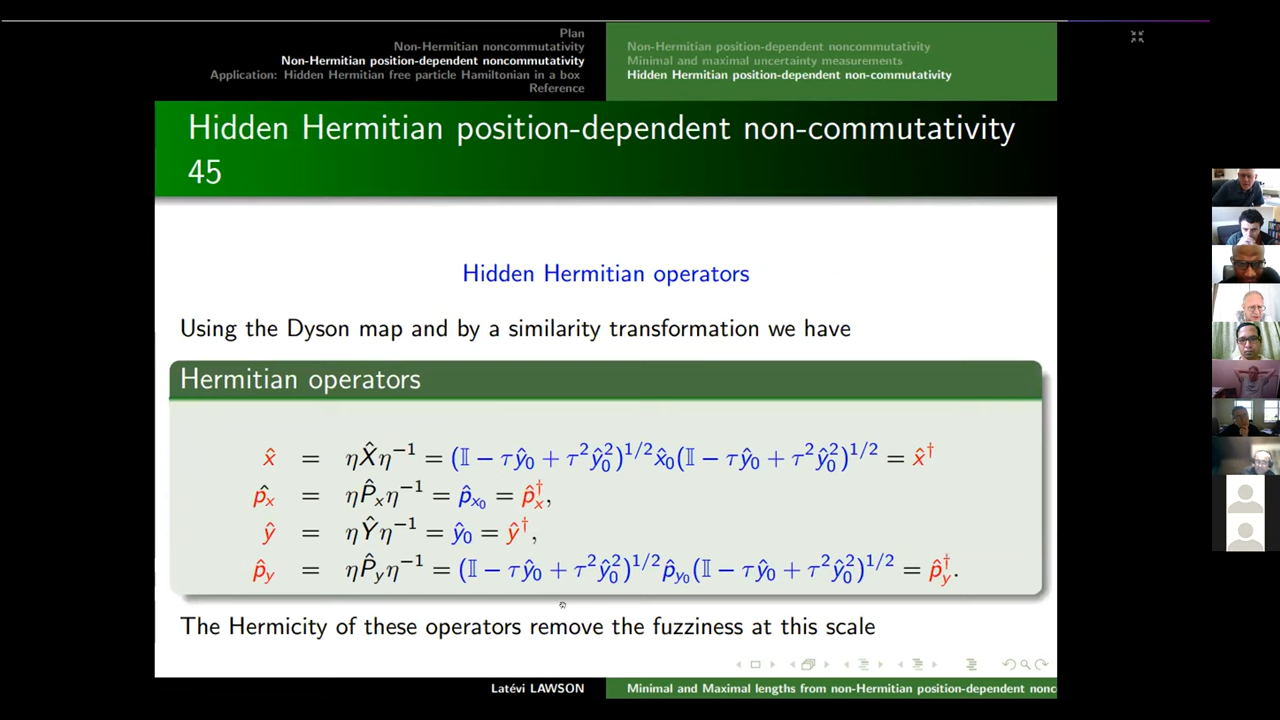 Plan
Non-Hermitian noncommutativity
Non-Hermitian position-dependent noncommutativity
Application: Hidden Hermitian free particle Hamiltonian in a box
Reference
Non-Hermitian position-dependent noncommutativity
Minimal and maximal uncertainty measurements
Hidden Hermitian position-dependent non-commutativity
Hidden Hermitian position-dependent non-commutativity
45
Hidden Hermitian operators
Using the Dyson map and by a similarity transformation we have
Hermitian operators
x̂ = ηX̂η⁻¹ = (𝕀 − τŷ₀ + τ²ŷ₀²)^{1/2}x̂₀(𝕀 − τŷ₀ + τ²ŷ₀²)^{1/2} = x̂†
p̂ₓ = ηP̂ₓη⁻¹ = p̂_{x₀} = p̂ₓ†,
ŷ = ηŶη⁻¹ = ŷ₀ = ŷ†,
p̂_y = ηP̂_yη⁻¹ = (𝕀 − τŷ₀ + τ²ŷ₀²)^{1/2}p̂_{y₀}(𝕀 − τŷ₀ + τ²ŷ₀²)^{1/2} = p̂_y†.
The Hermicity of these operators remove the fuzziness at this scale
Latévi LAWSON
Minimal and Maximal lengths from non-Hermitian position-dependent nonc